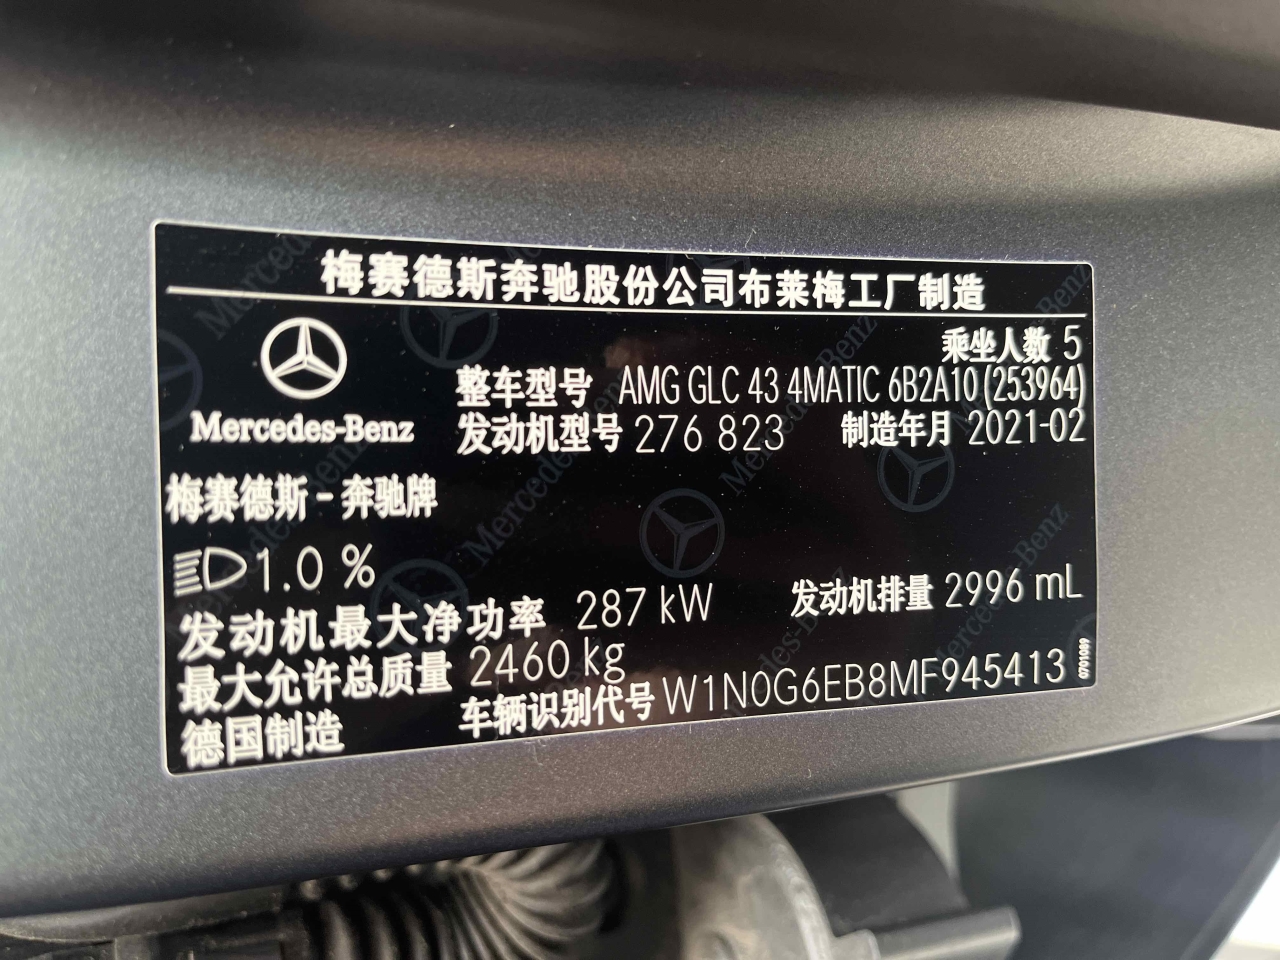 梅赛德斯奔驰股份公司布莱梅工厂制造
乘坐人数 5
整车型号 AMG GLC 43 4MATIC 6B2A10 (253964)
Mercedes-Benz
发动机型号 276 823 制造年月 2021-02
梅赛德斯 - 奔驰牌
1.0 %
发动机最大净功率 287 kW 发动机排量 2996 mL
最大允许总质量 2460 kg
德国制造 车辆识别代号 W1N0G6EB8MF945413